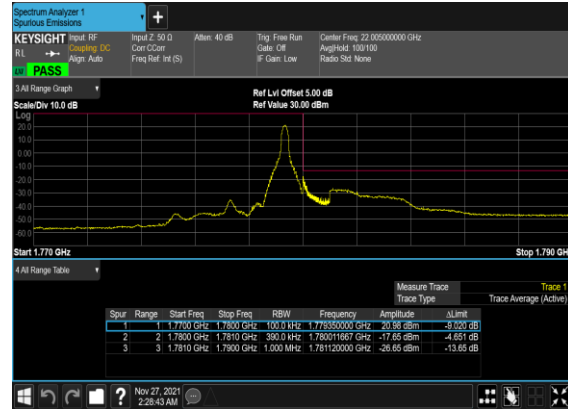 Spectrum Analyzer 1
Spurious Emissions
+
KEYSIGHT Input: RF Input Z: 50 Ω Atten: 40 dB Trig: Free Run Center Freq: 22.005000000 GHz
RL Coupling: DC Corr CCorr Gate: Off Avg|Hold: 100/100
Align: Auto Freq Ref: Int (S) IF Gain: Low Radio Std: None
PASS
3 All Range Graph
Ref Lvl Offset 5.00 dB
Scale/Div 10.0 dB Ref Value 30.00 dBm
Log
20.0
10.0
0.00
-10.0
-20.0
-30.0
-40.0
-50.0
-60.0
Start 1.770 GHz Stop 1.790 GH
4 All Range Table
Measure Trace Trace 1
Trace Type Trace Average (Active)
Spur Range Start Freq Stop Freq RBW Frequency Amplitude ΔLimit
1 1 1.7700 GHz 1.7800 GHz 100.0 kHz 1.779350000 GHz 20.98 dBm -9.020 dB
2 2 1.7800 GHz 1.7810 GHz 390.0 kHz 1.780011667 GHz -17.65 dBm -4.651 dB
3 3 1.7810 GHz 1.7900 GHz 1.000 MHz 1.781120000 GHz -26.65 dBm -13.65 dB
? Nov 27, 2021
2:28:43 AM